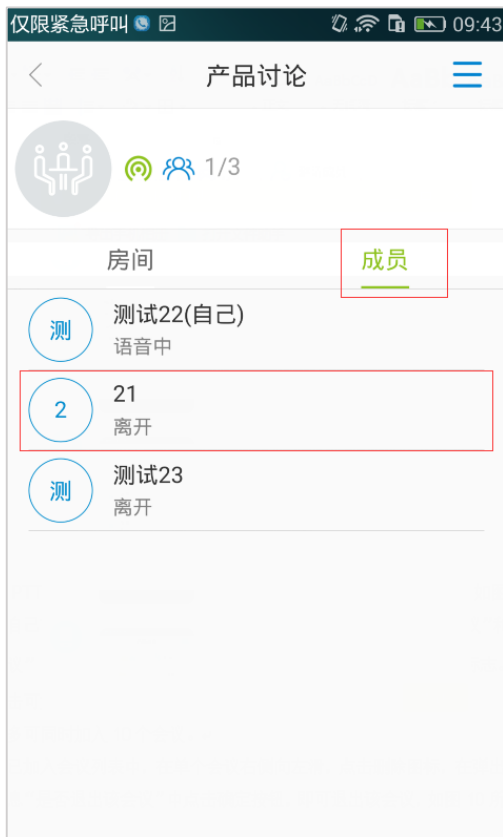 仅限紧急呼叫 09:43
产品讨论
1/3
房间 成员
测 测试22(自己)
语音中
2 21
离开
测 测试23
离开